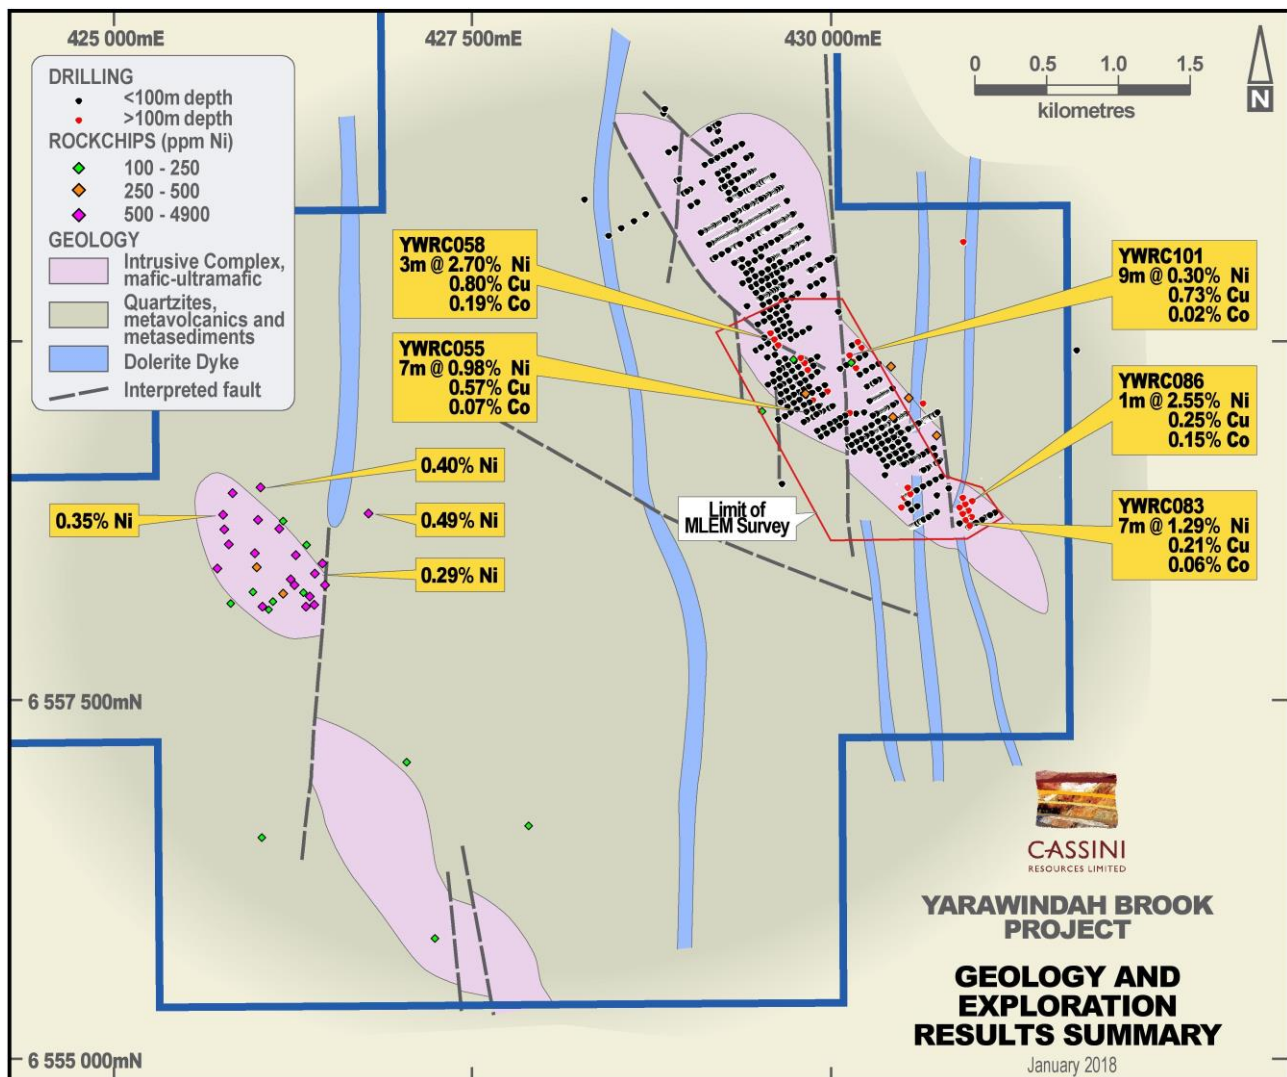 425 000mE
427 500mE
430 000mE
DRILLING
<100m depth
>100m depth
ROCKCHIPS (ppm Ni)
100 - 250
250 - 500
500 - 4900
GEOLOGY
Intrusive Complex,
mafic-ultramafic
Quartzites,
metavolcanics and
metasediments
Dolerite Dyke
Interpreted fault
0 0.5 1.0 1.5
kilometres
N
YWRC058
3m @ 2.70% Ni
0.80% Cu
0.19% Co
YWRC055
7m @ 0.98% Ni
0.57% Cu
0.07% Co
YWRC101
9m @ 0.30% Ni
0.73% Cu
0.02% Co
YWRC086
1m @ 2.55% Ni
0.25% Cu
0.15% Co
YWRC083
7m @ 1.29% Ni
0.21% Cu
0.06% Co
0.40% Ni
0.35% Ni
0.49% Ni
0.29% Ni
Limit of
MLEM Survey
6 557 500mN
6 555 000mN
CASSINI
RESOURCES LIMITED
YARAWINDAH BROOK
PROJECT
GEOLOGY AND
EXPLORATION
RESULTS SUMMARY
January 2018